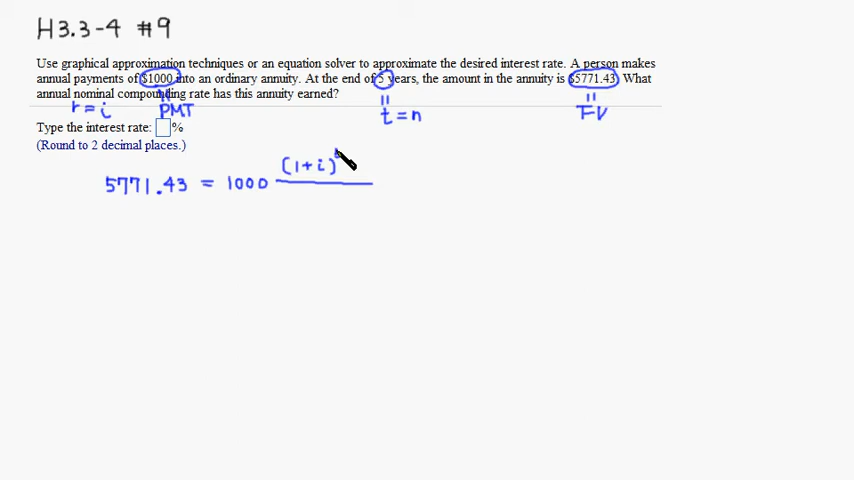 H3.3-4 #9
Use graphical approximation techniques or an equation solver to approximate the desired interest rate. A person makes
annual payments of $1000 into an ordinary annuity. At the end of 5 years, the amount in the annuity is $5771.43. What
annual nominal compounding rate has this annuity earned?
r = i PMT t = n FV
Type the interest rate: %
(Round to 2 decimal places.)
5771.43 = 1000 (1+i)